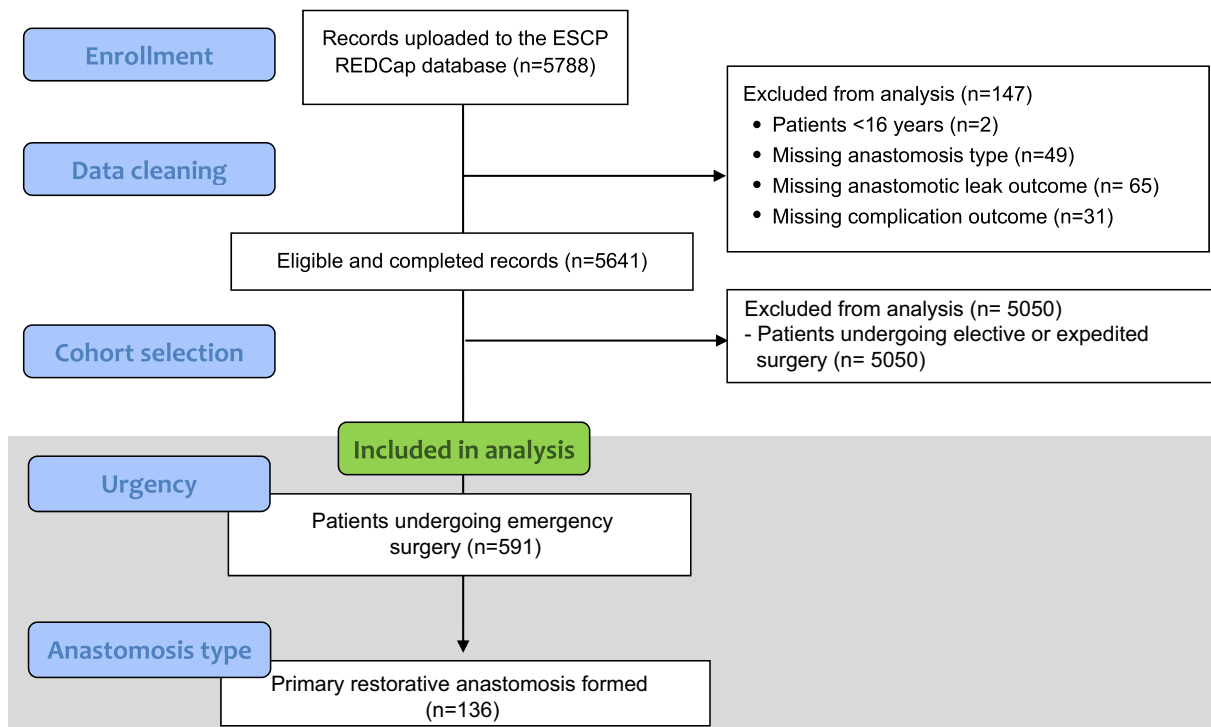 Enrollment
Records uploaded to the ESCP
REDCap database (n=5788)
Excluded from analysis (n=147)
• Patients <16 years (n=2)
• Missing anastomosis type (n=49)
• Missing anastomotic leak outcome (n= 65)
• Missing complication outcome (n=31)
Data cleaning
Eligible and completed records (n=5641)
Excluded from analysis (n= 5050)
- Patients undergoing elective or expedited
surgery (n= 5050)
Cohort selection
Included in analysis
Urgency
Patients undergoing emergency
surgery (n=591)
Anastomosis type
Primary restorative anastomosis formed
(n=136)